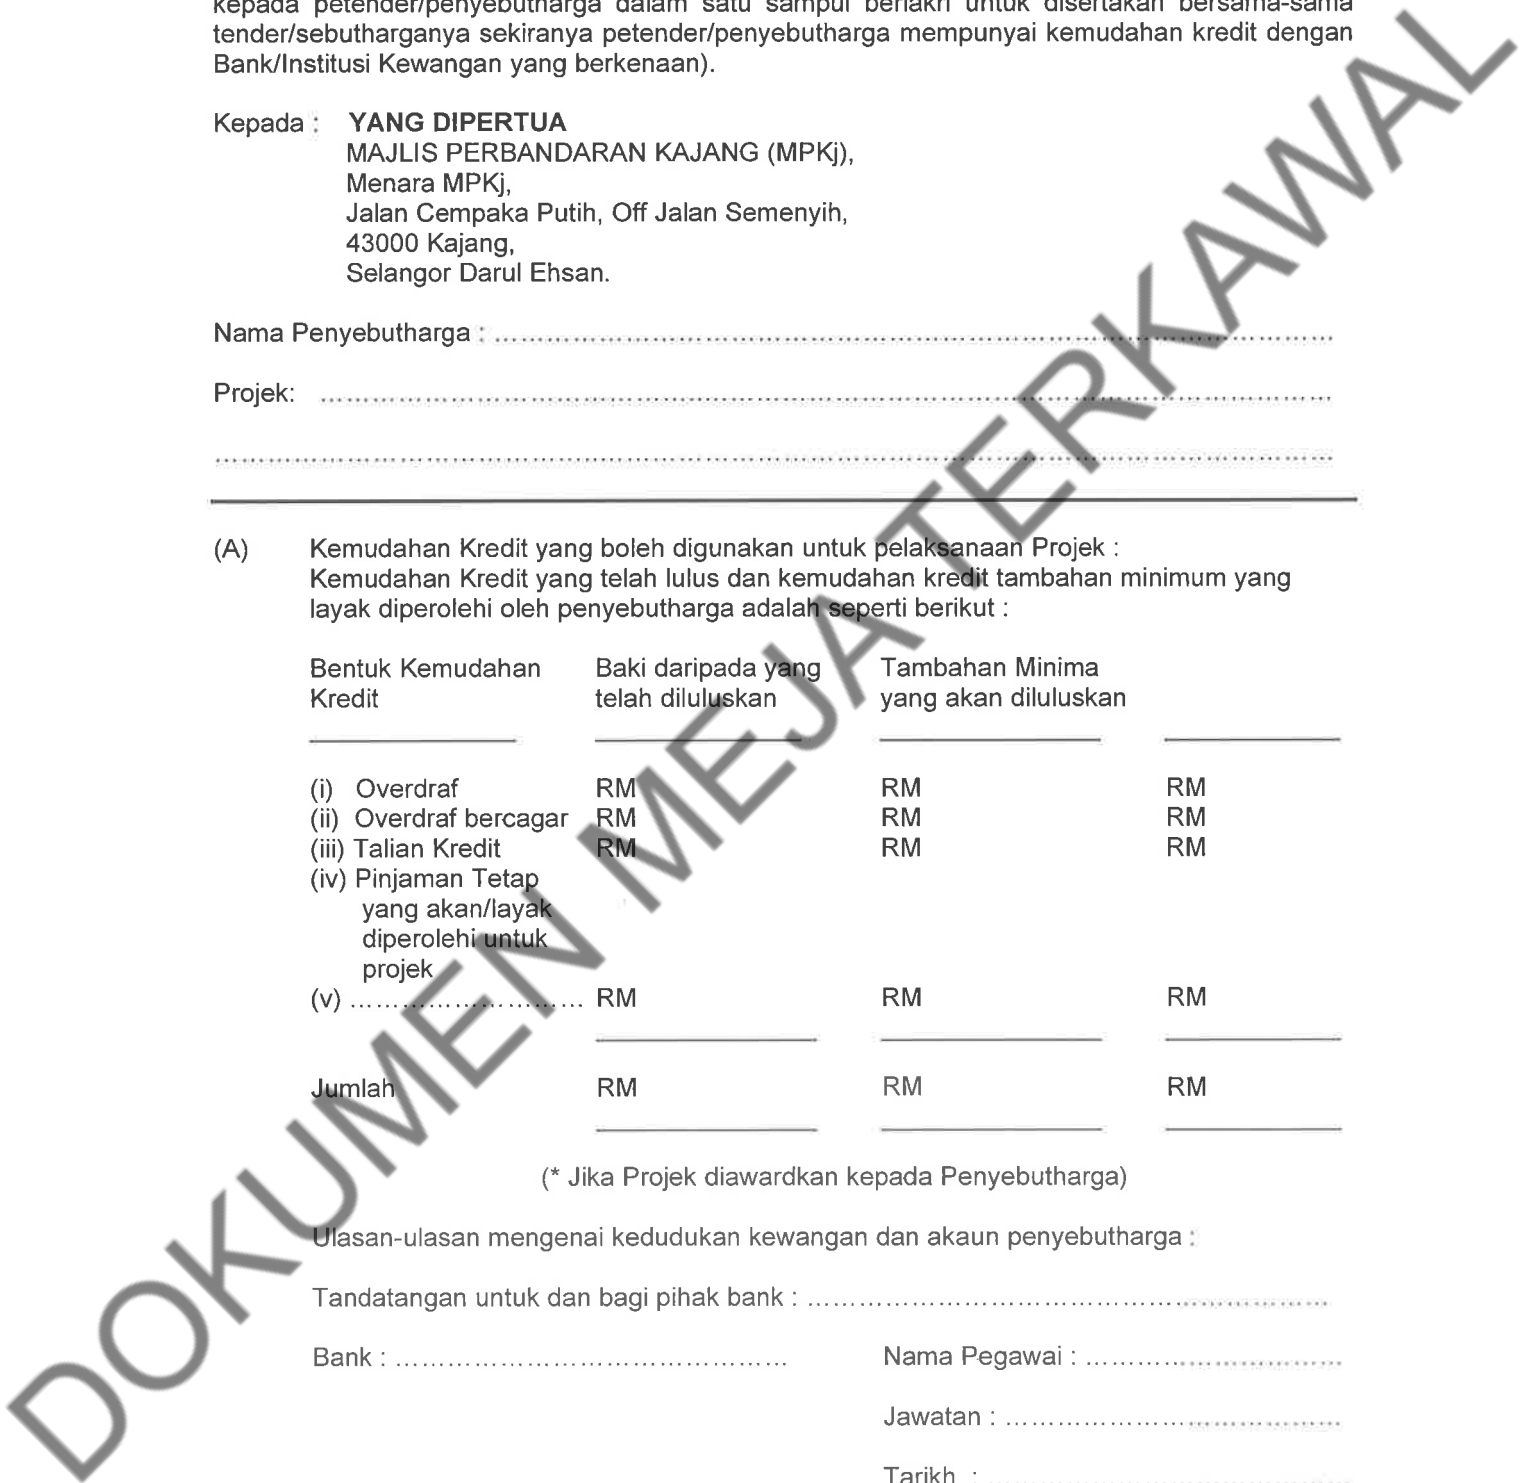 kepada petender/penyebutharga dalam satu sampul berlakri untuk disertakan bersama-sama
tender/sebutharganya sekiranya petender/penyebutharga mempunyai kemudahan kredit dengan
Bank/Institusi Kewangan yang berkenaan).
Kepada : YANG DIPERTUA
MAJLIS PERBANDARAN KAJANG (MPKj),
Menara MPKj,
Jalan Cempaka Putih, Off Jalan Semenyih,
43000 Kajang,
Selangor Darul Ehsan.
Nama Penyebutharga : ....................................................................
Projek: ....................................................................
....................................................................
(A) Kemudahan Kredit yang boleh digunakan untuk pelaksanaan Projek :
Kemudahan Kredit yang telah lulus dan kemudahan kredit tambahan minimum yang
layak diperolehi oleh penyebutharga adalah seperti berikut :
Bentuk Kemudahan Baki daripada yang Tambahan Minima
Kredit telah diluluskan yang akan diluluskan
(i) Overdraf RM RM RM
(ii) Overdraf bercagar RM RM RM
(iii) Talian Kredit RM RM RM
(iv) Pinjaman Tetap
yang akan/layak
diperolehi untuk
projek
(v) ........................... RM RM RM
Jumlah RM RM RM
(* Jika Projek diawardkan kepada Penyebutharga)
Ulasan-ulasan mengenai kedudukan kewangan dan akaun penyebutharga :
Tandatangan untuk dan bagi pihak bank : ............................................................
Bank : ............................................. Nama Pegawai : ..............................
Jawatan : ........................................
Tarikh : ........................................
DOKUMEN MEJA TERKAWAL